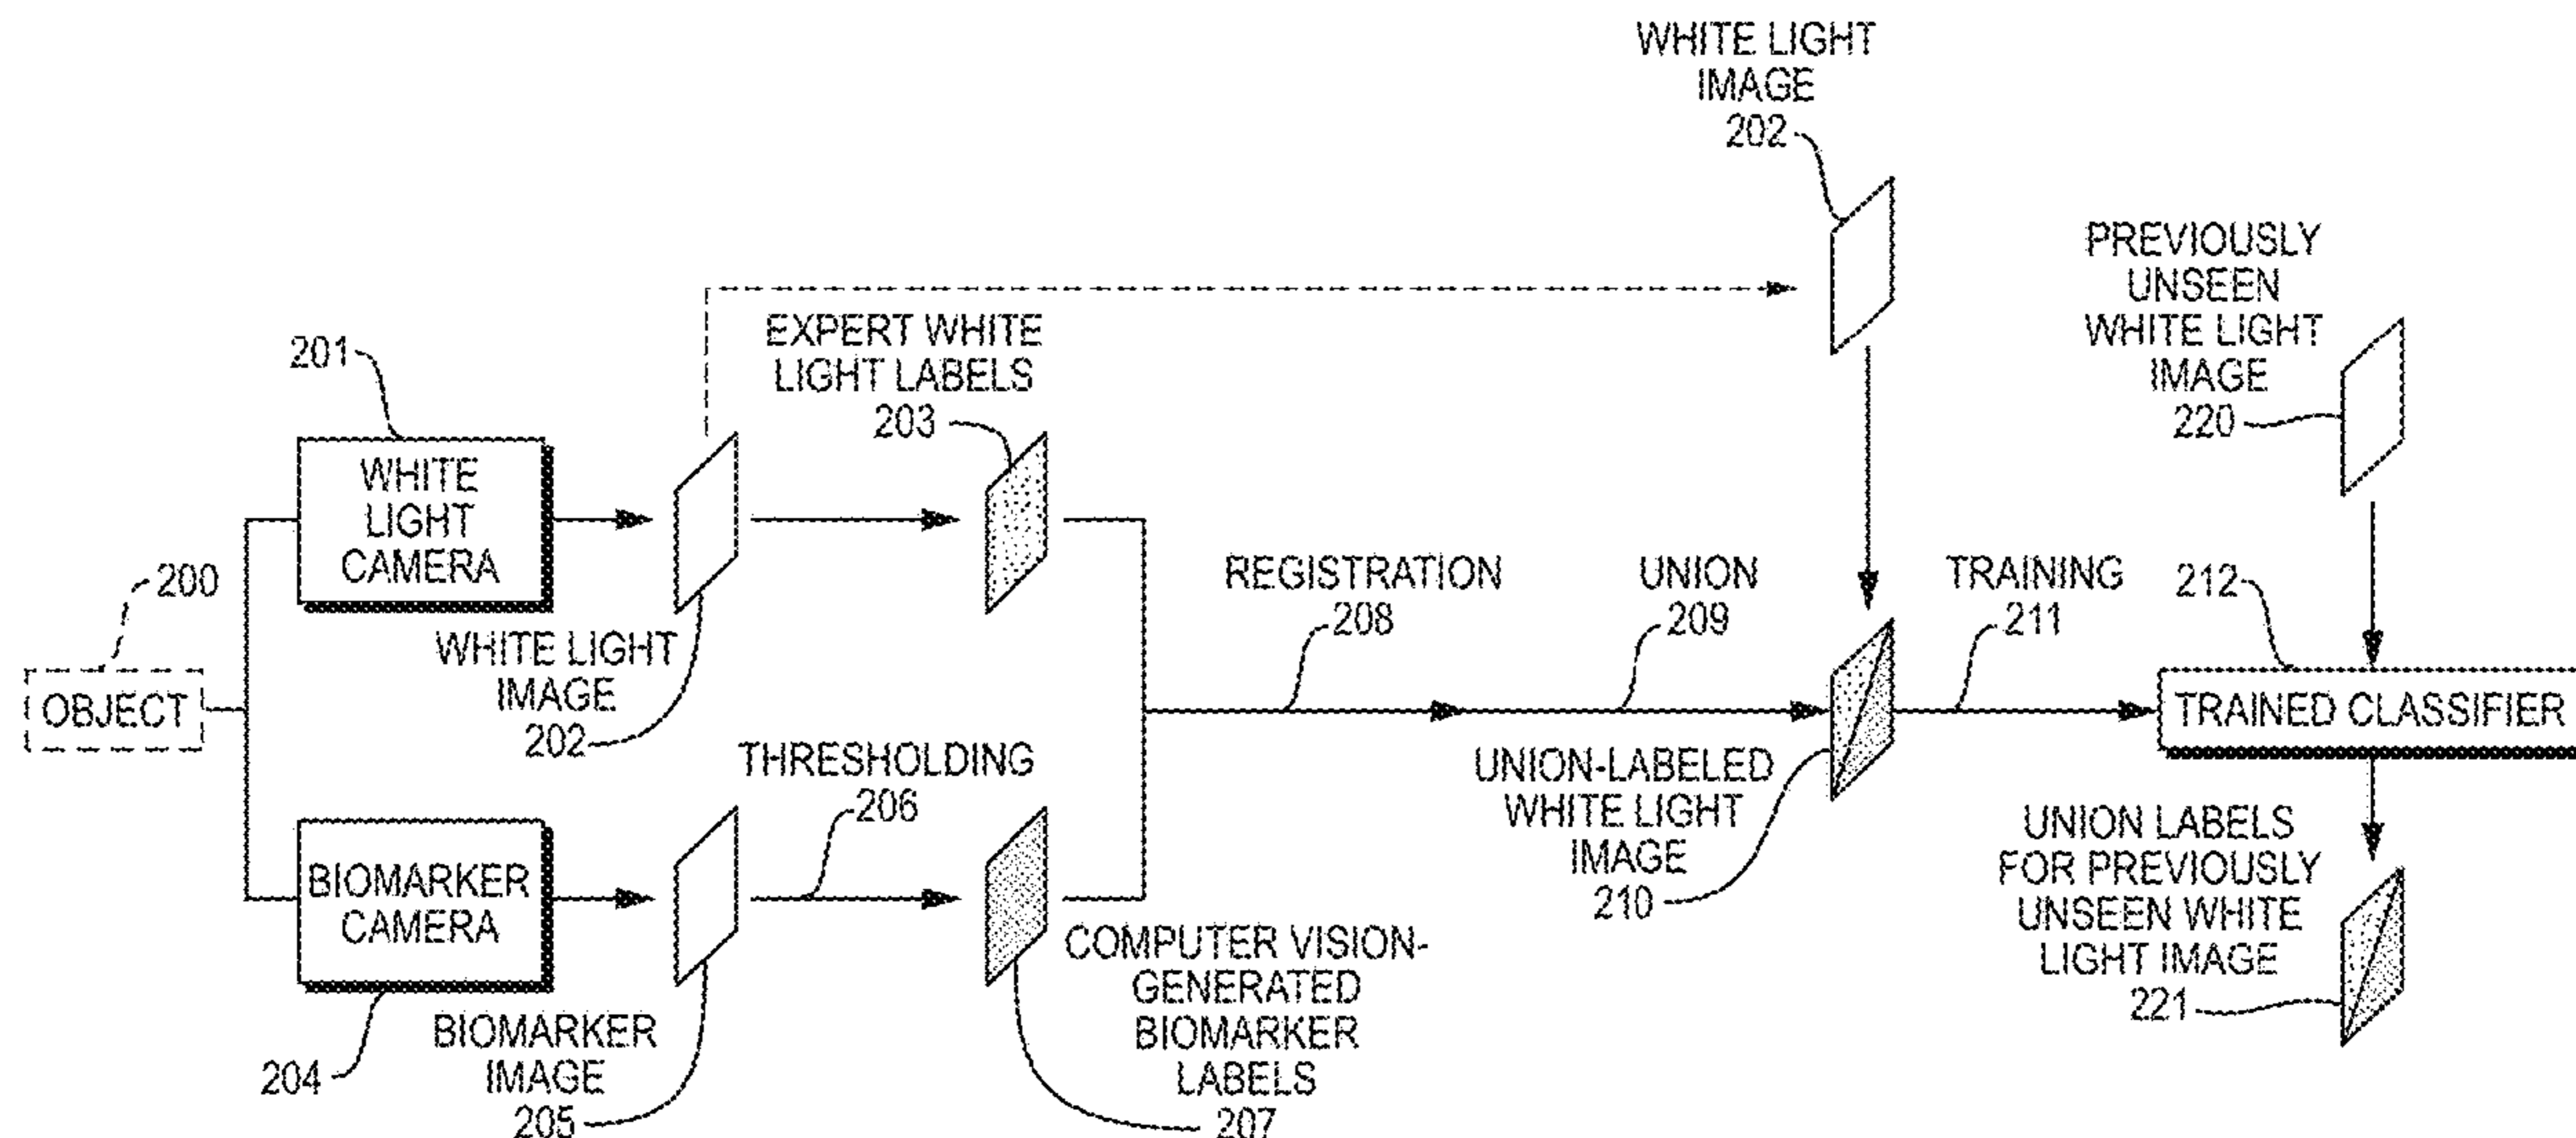 WHITE LIGHT
IMAGE
202
PREVIOUSLY
UNSEEN
WHITE LIGHT
IMAGE
220
EXPERT WHITE
LIGHT LABELS
203
201
WHITE
LIGHT
CAMERA
200
OBJECT
WHITE LIGHT
IMAGE
202
REGISTRATION
208
UNION
209
TRAINING
211
212
TRAINED CLASSIFIER
THRESHOLDING
206
UNION-LABELED
WHITE LIGHT
IMAGE
210
BIOMARKER
CAMERA
204
BIOMARKER
IMAGE
205
COMPUTER VISION-
GENERATED
BIOMARKER
LABELS
207
UNION LABELS
FOR PREVIOUSLY
UNSEEN WHITE
LIGHT IMAGE
221